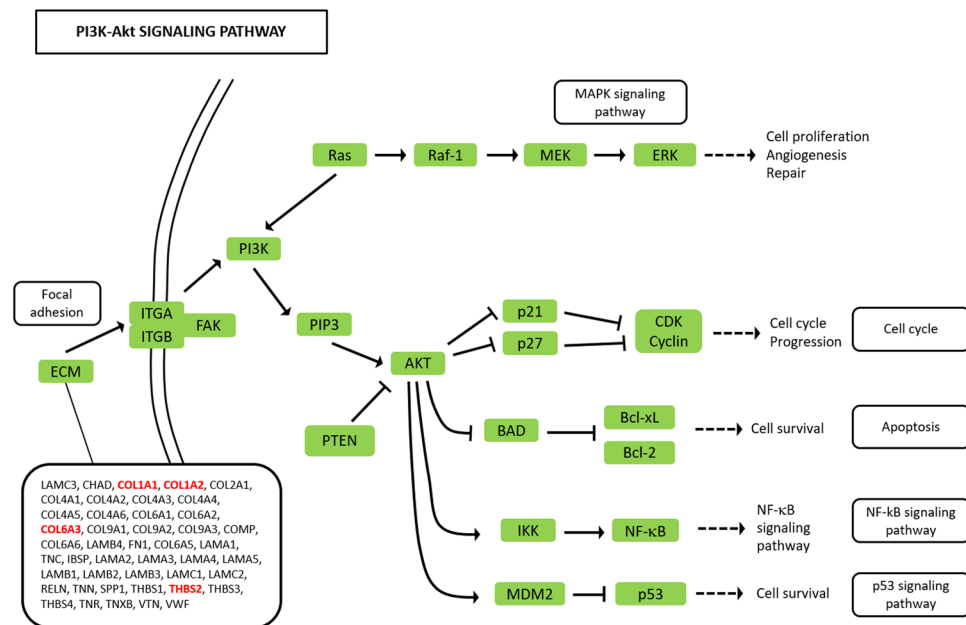 PI3K-Akt SIGNALING PATHWAY
MAPK signaling
pathway
Ras
Raf-1
MEK
ERK
Cell proliferation
Angiogenesis
Repair
PI3K
Focal
adhesion
ITGA
ITGB
FAK
PIP3
ECM
AKT
PTEN
p21
p27
CDK
Cyclin
Cell cycle
Progression
Cell cycle
BAD
Bcl-xL
Bcl-2
Cell survival
Apoptosis
IKK
NF-κB
NF-κB
signaling
pathway
NF-kB signaling
pathway
MDM2
p53
Cell survival
p53 signaling
pathway
LAMC3, CHAD, COL1A1, COL1A2, COL2A1,
COL4A1, COL4A2, COL4A3, COL4A4,
COL4A5, COL4A6, COL6A1, COL6A2,
COL6A3, COL9A1, COL9A2, COL9A3, COMP,
COL6A6, LAMB4, FN1, COL6A5, LAMA1,
TNC, IBSP, LAMA2, LAMA3, LAMA4, LAMA5,
LAMB1, LAMB2, LAMB3, LAMC1, LAMC2,
RELN, TNN, SPP1, THBS1, THBS2, THBS3,
THBS4, TNR, TNXB, VTN, VWF